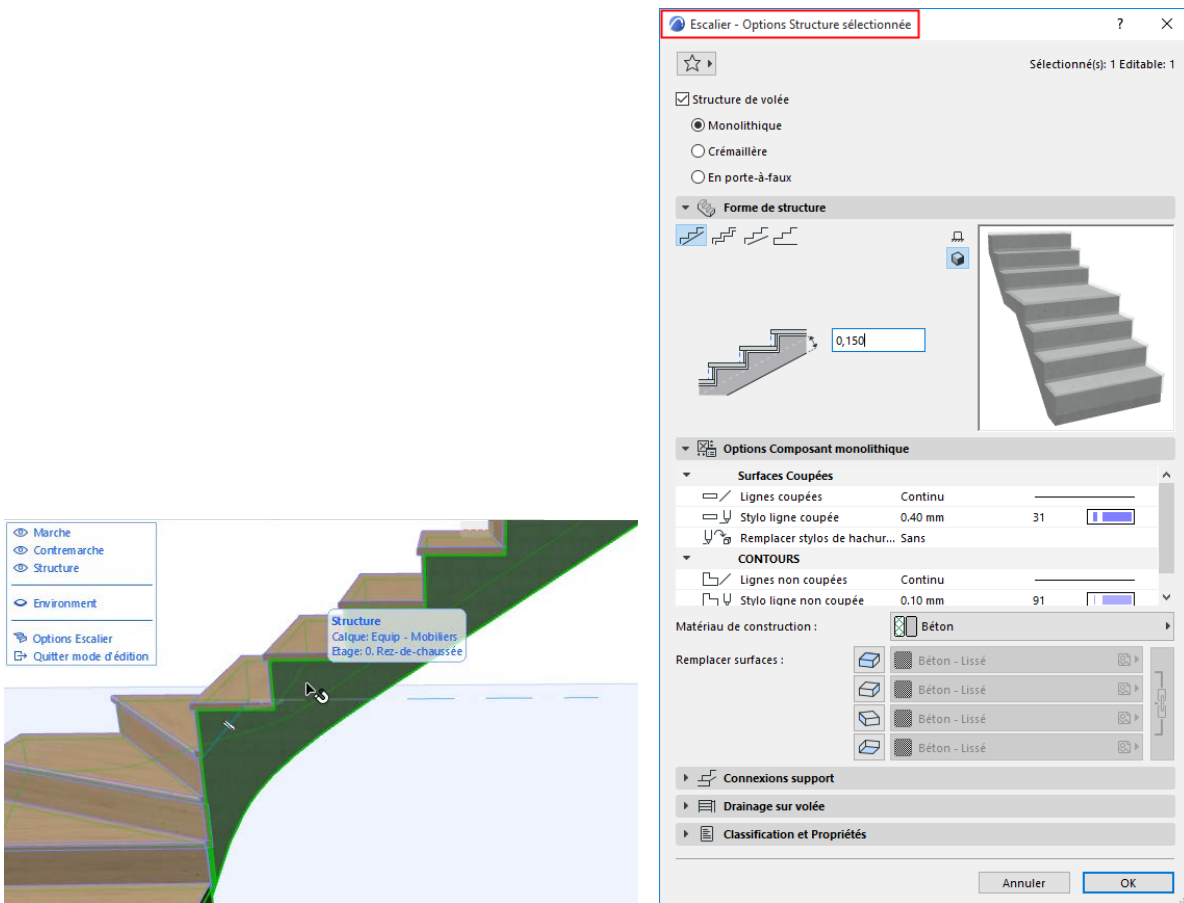 Marche
Contremarche
Structure
Environment
Options Escalier
Quitter mode d'édition
Structure
Calque: Equip - Mobiliers
Etage: 0. Rez-de-chaussée
Escalier - Options Structure sélectionnée ? ×
Sélectionné(s): 1 Editable: 1
Structure de volée
Monolithique
Crémaillère
En porte-à-faux
Forme de structure
0,150
Options Composant monolithique
Surfaces Coupées
Lignes coupées Continu
Stylo ligne coupée 0.40 mm 31
Remplacer stylos de hachur... Sans
CONTOURS
Lignes non coupées Continu
Stylo ligne non coupée 0.10 mm 91
Matériau de construction : Béton
Remplacer surfaces : Béton - Lissé
Béton - Lissé
Béton - Lissé
Béton - Lissé
Connexions support
Drainage sur volée
Classification et Propriétés
Annuler OK